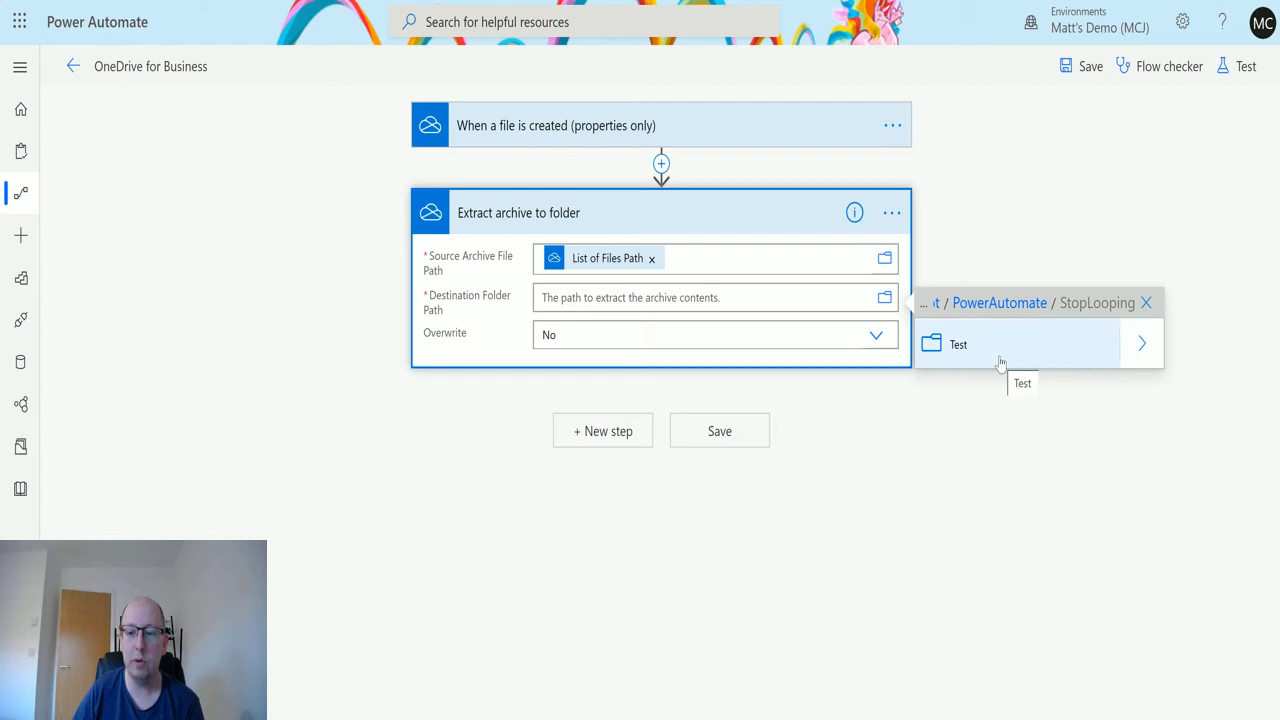 Power Automate
Search for helpful resources
Environments
Matt's Demo (MCJ)
?
MC
OneDrive for Business
Save
Flow checker
Test
When a file is created (properties only)
...
Extract archive to folder
...
*Source Archive File
Path
List of Files Path x
*Destination Folder
Path
The path to extract the archive contents.
... ot / PowerAutomate / StopLooping
Overwrite
No
Test
Test
+ New step
Save